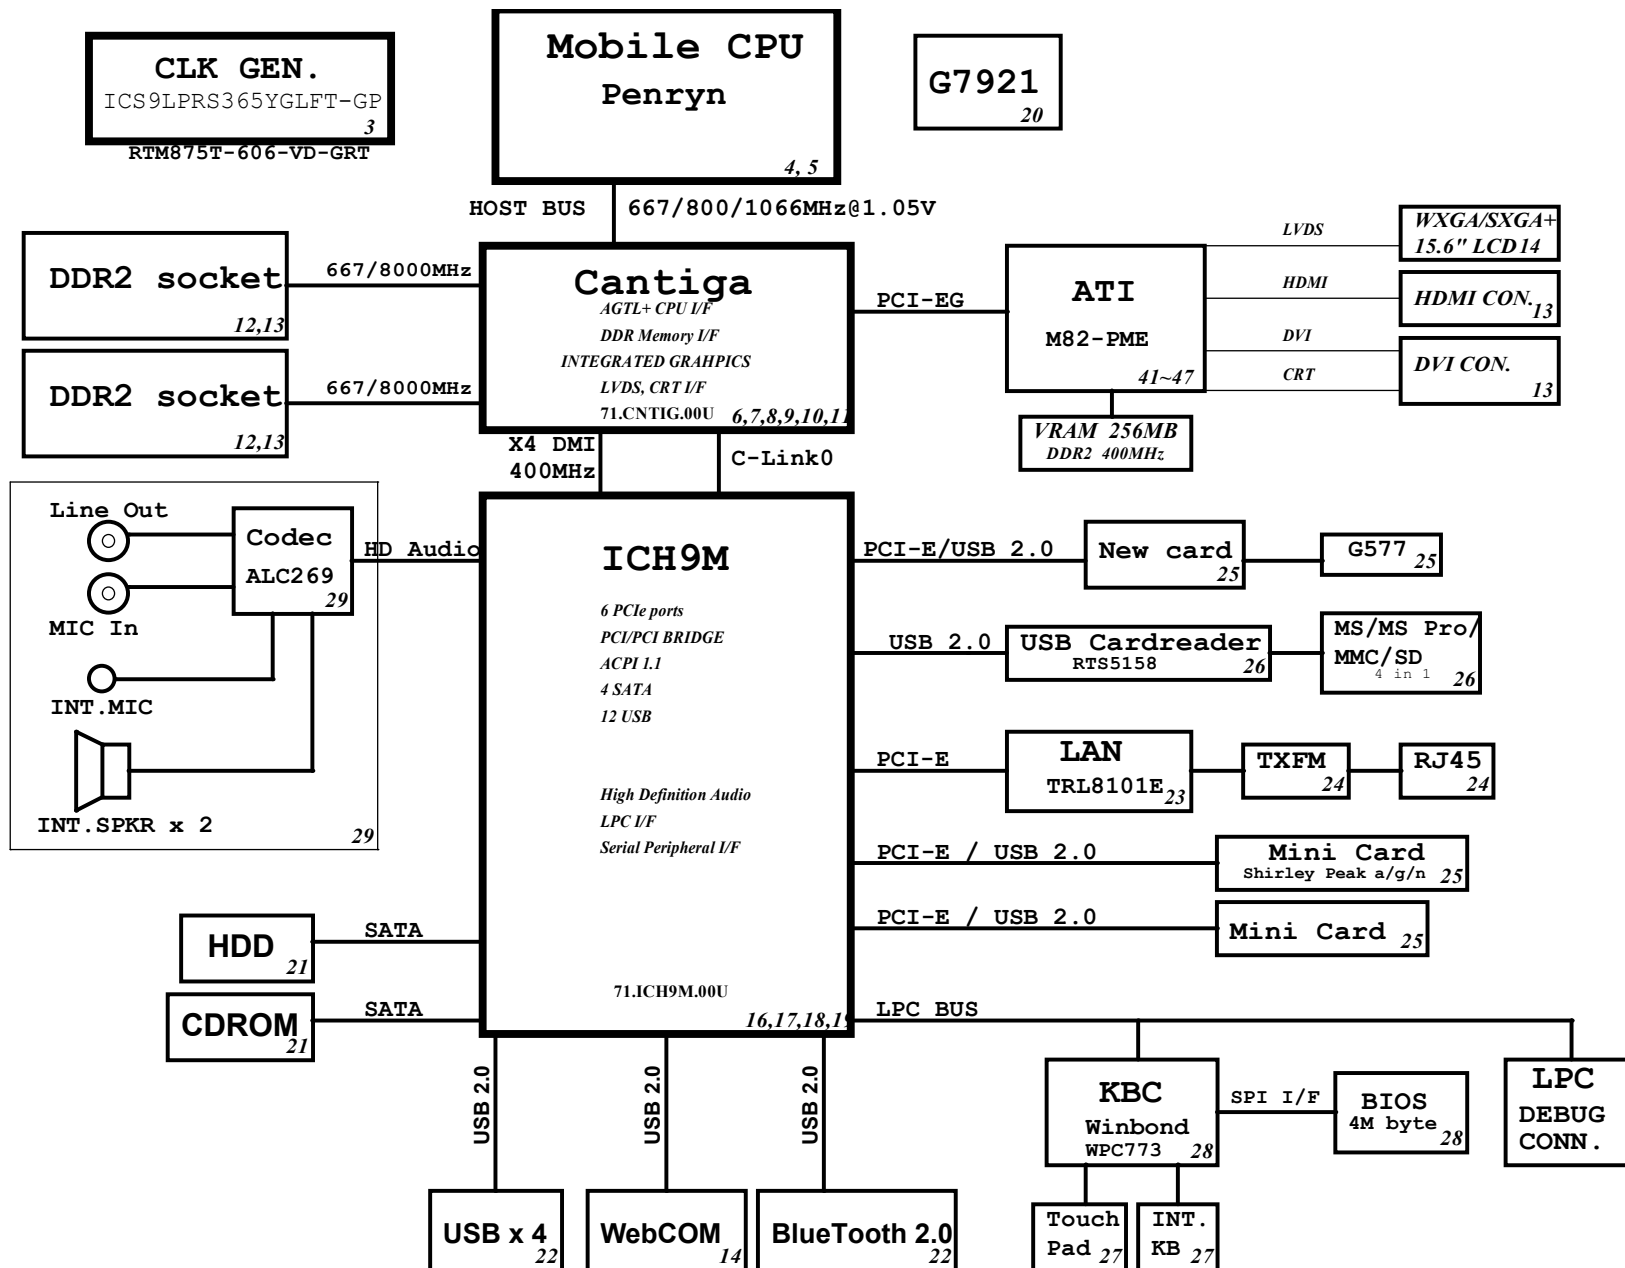 CLK GEN.
ICS9LPRS365YGLFT-GP
3
RTM875T-606-VD-GRT
Mobile CPU
Penryn
4, 5
G7921
20
HOST BUS 667/800/1066MHz@1.05V
DDR2 socket
12,13
667/8000MHz
DDR2 socket
12,13
667/8000MHz
Cantiga
AGTL+ CPU I/F
DDR Memory I/F
INTEGRATED GRAHPICS
LVDS, CRT I/F
71.CNTIG.00U
6,7,8,9,10,11
PCI-EG
ATI
M82-PME
41~47
VRAM 256MB
DDR2 400MHz
LVDS
HDMI
DVI
CRT
WXGA/SXGA+
15.6" LCD14
HDMI CON.
13
DVI CON.
13
X4 DMI
400MHz
C-Link0
Line Out
MIC In
INT.MIC
INT.SPKR x 2
Codec
ALC269
29
29
HD Audio
ICH9M
6 PCIe ports
PCI/PCI BRIDGE
ACPI 1.1
4 SATA
12 USB
High Definition Audio
LPC I/F
Serial Peripheral I/F
71.ICH9M.00U
16,17,18,19
PCI-E/USB 2.0
New card
25
G577
25
USB 2.0
USB Cardreader
RTS5158
26
MS/MS Pro/
MMC/SD
4 in 1
26
PCI-E
LAN
TRL8101E
23
TXFM
24
RJ45
24
PCI-E / USB 2.0
Mini Card
Shirley Peak a/g/n
25
PCI-E / USB 2.0
Mini Card
25
HDD
21
SATA
CDROM
21
SATA
LPC BUS
KBC
Winbond
WPC773
28
SPI I/F
BIOS
4M byte
28
LPC
DEBUG
CONN.
Touch
Pad
27
INT.
KB
27
USB 2.0
USB 2.0
USB 2.0
USB x 4
22
WebCOM
14
BlueTooth 2.0
22